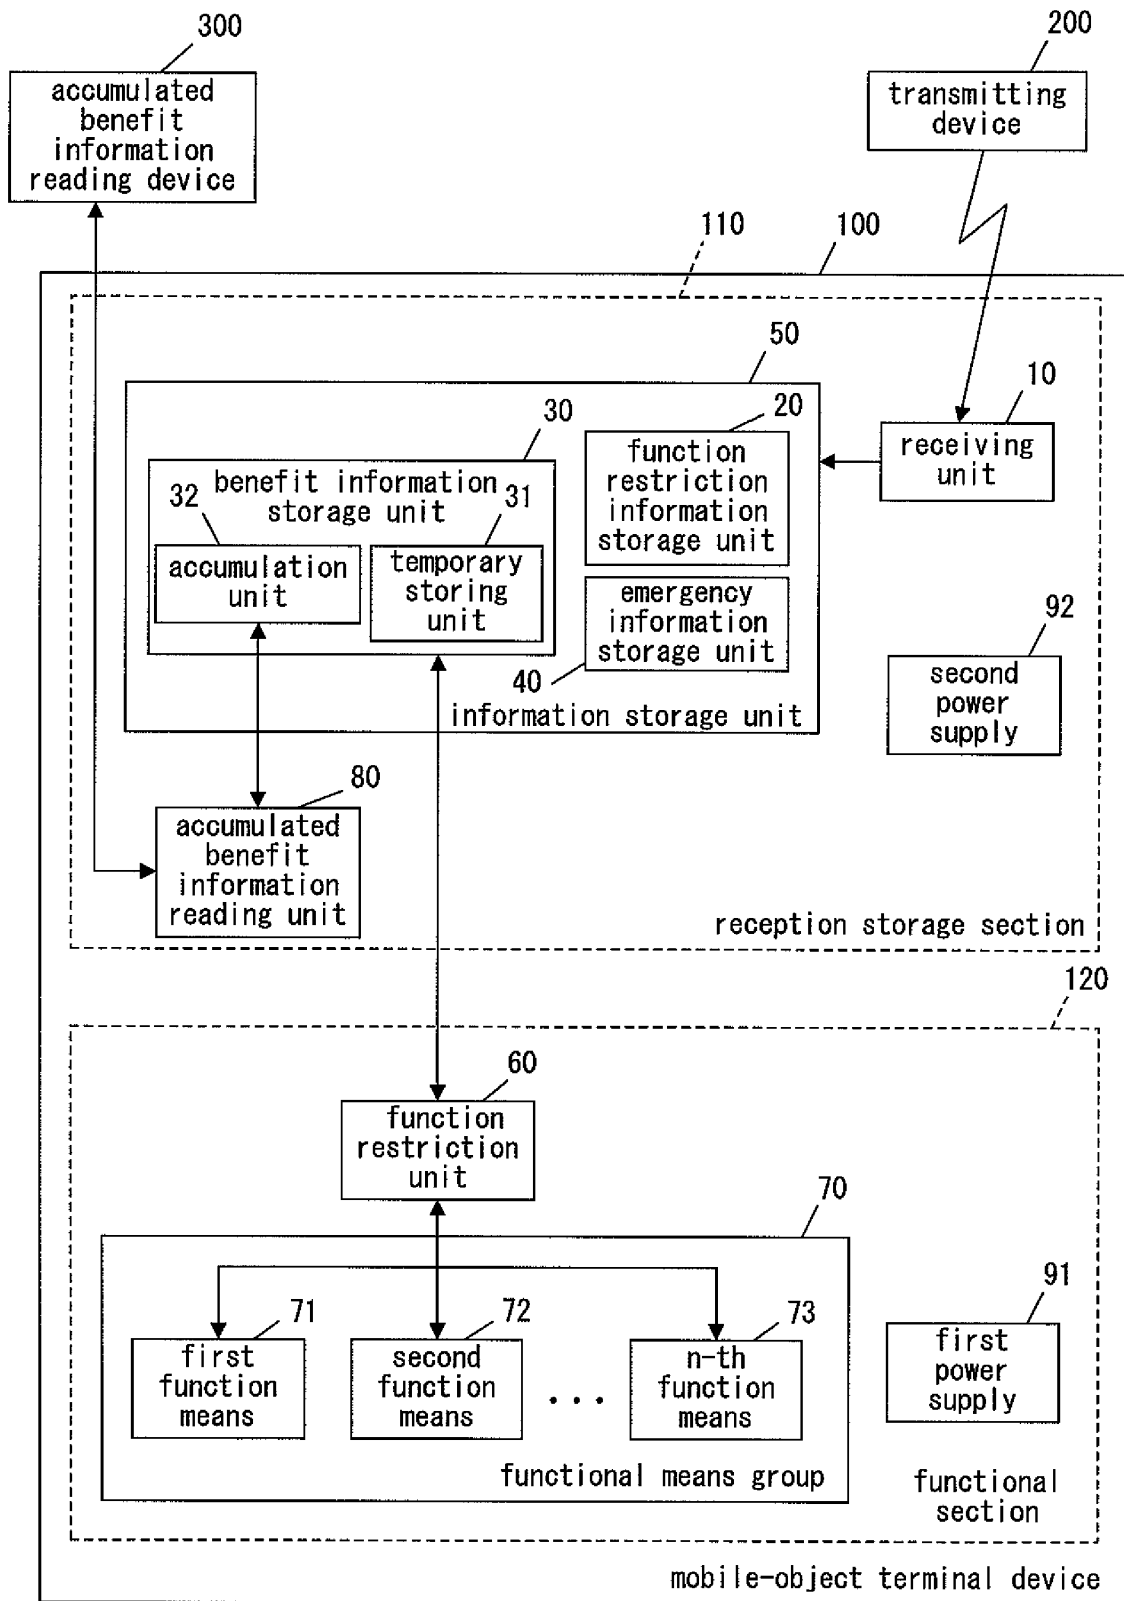 300
200
accumulated
benefit
information
reading device
transmitting
device
110
100
50
10
20
30
function
restriction
information
storage unit
receiving
unit
benefit information
storage unit
32
31
accumulation
unit
temporary
storing
unit
emergency
information
storage unit
40
92
second
power
supply
information storage unit
80
accumulated
benefit
information
reading unit
reception storage section
120
60
function
restriction
unit
70
71
72
73
91
first
function
means
second
function
means
...
n-th
function
means
first
power
supply
functional means group
functional
section
mobile-object terminal device